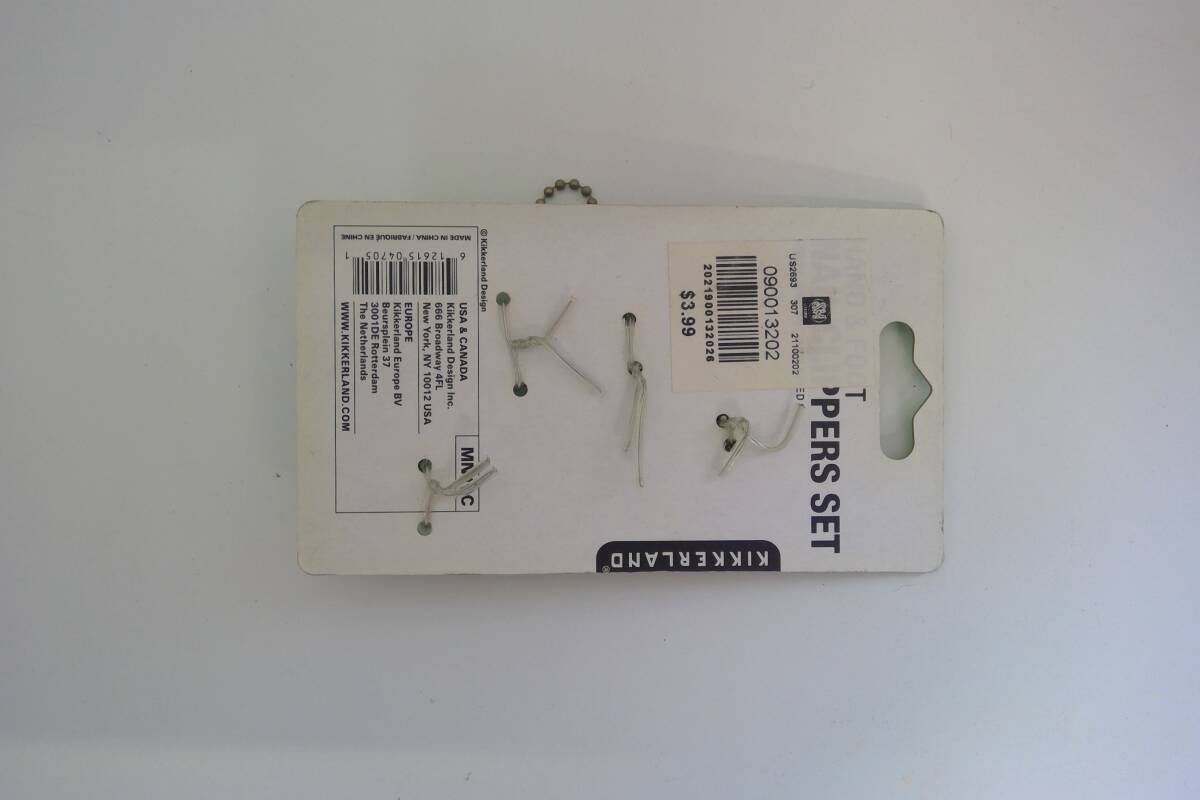 T
PPERS SET
ED
KIKKERLAND®
US2693 307 21100202
090013202
2021900132026
$3.99
© Kikkerland Design
USA & CANADA
Kikkerland Design Inc.
666 Broadway 4FL
New York, NY 10012 USA
EUROPE
Kikkerland Europe BV
Beursplein 37
3001DE Rotterdam
The Netherlands
WWW.KIKKERLAND.COM
MADE IN CHINA / FABRIQUÉ EN CHINE
6 12615 04705 1